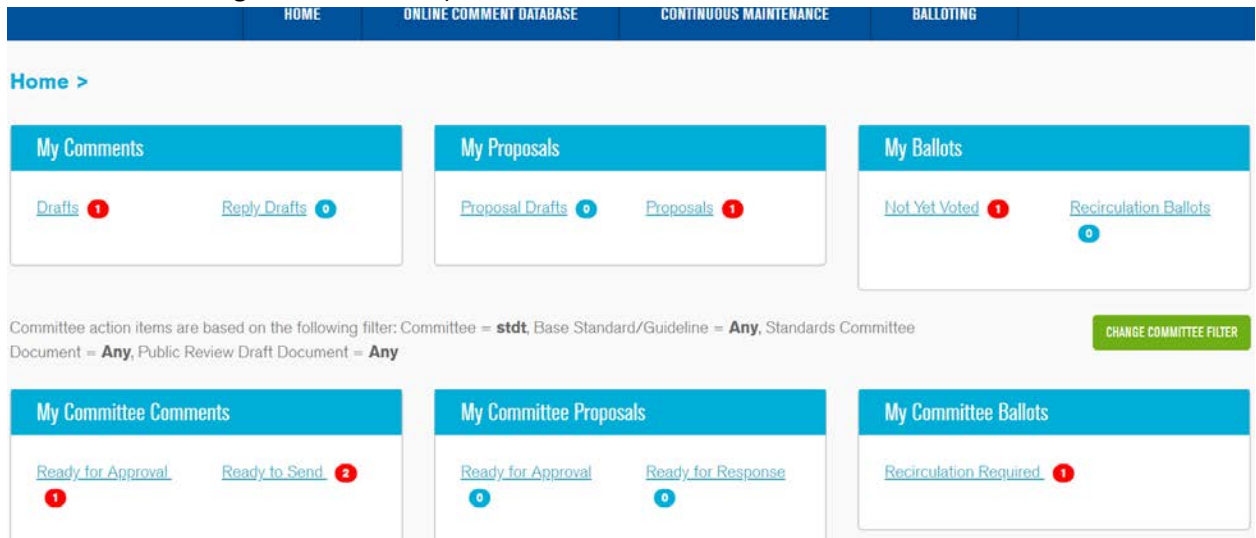 HOME ONLINE COMMENT DATABASE CONTINUOUS MAINTENANCE BALLOTING
Home >
My Comments
Drafts 1 Reply Drafts 0
My Proposals
Proposal Drafts 0 Proposals 1
My Ballots
Not Yet Voted 1 Recirculation Ballots
0
Committee action items are based on the following filter: Committee = stdt, Base Standard/Guideline = Any, Standards Committee
Document = Any, Public Review Draft Document = Any
CHANGE COMMITTEE FILTER
My Committee Comments
Ready for Approval Ready to Send 2
1
My Committee Proposals
Ready for Approval Ready for Response
0 0
My Committee Ballots
Recirculation Required 1